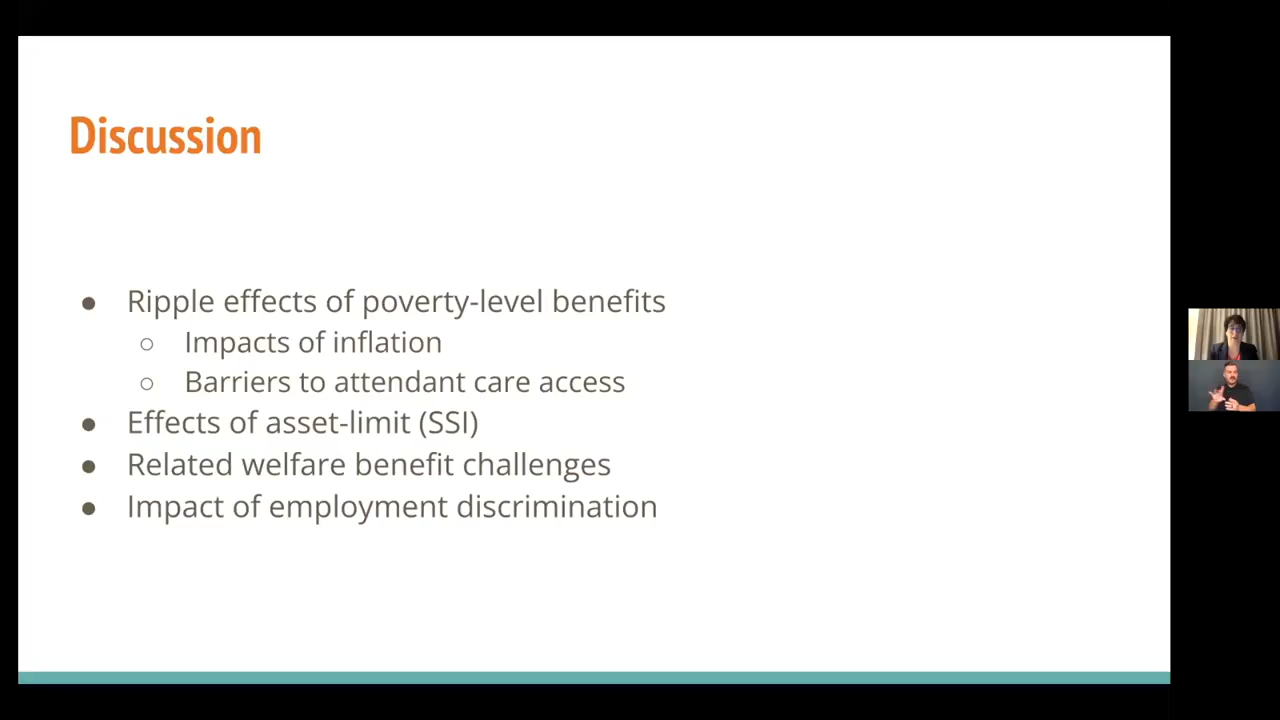 Discussion
● Ripple effects of poverty-level benefits
○ Impacts of inflation
○ Barriers to attendant care access
● Effects of asset-limit (SSI)
● Related welfare benefit challenges
● Impact of employment discrimination